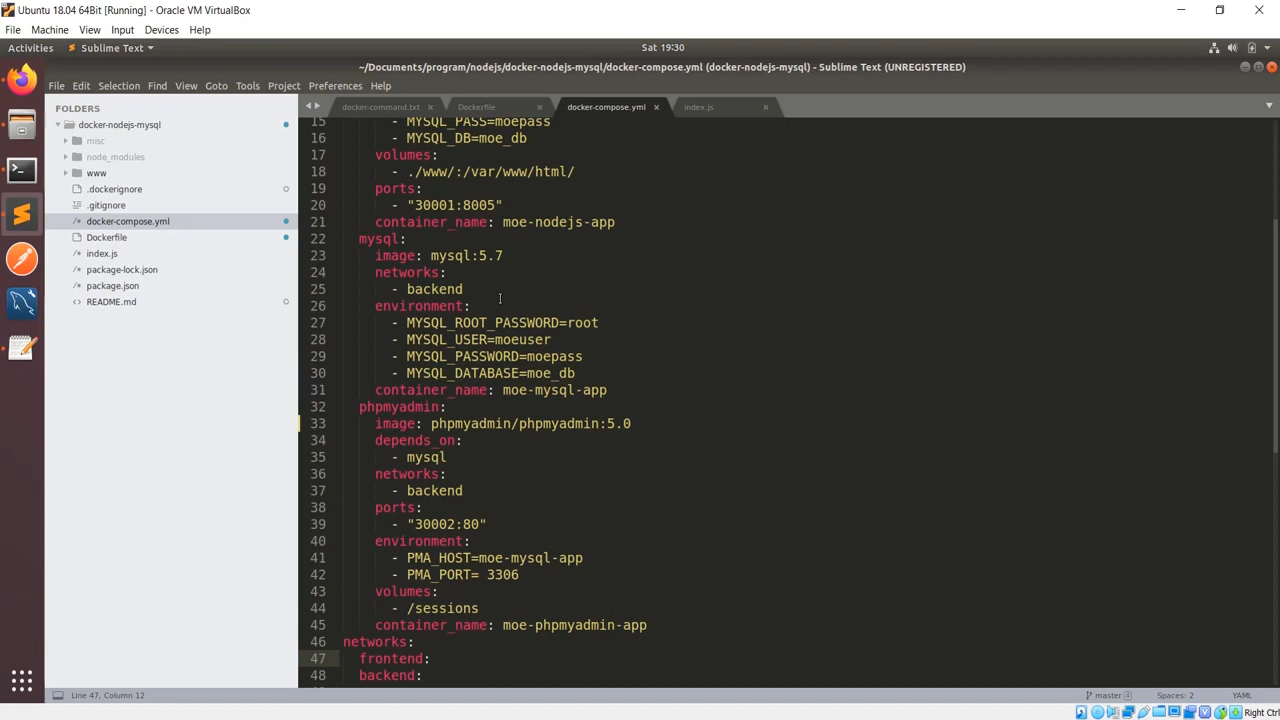 Ubuntu 18.04 64Bit [Running] - Oracle VM VirtualBox
File Machine View Input Devices Help
Activities Sublime Text Sat 19:30
~/Documents/program/nodejs/docker-nodejs-mysql/docker-compose.yml (docker-nodejs-mysql) - Sublime Text (UNREGISTERED)
File Edit Selection Find View Goto Tools Project Preferences Help
FOLDERS
docker-nodejs-mysql
misc
node_modules
www
.dockerignore
.gitignore
docker-compose.yml
Dockerfile
index.js
package-lock.json
package.json
README.md
docker-command.txt Dockerfile docker-compose.yml index.js
15 - MYSQL_PASS=moepass
16 - MYSQL_DB=moe_db
17 volumes:
18 - ./www/:/var/www/html/
19 ports:
20 - "30001:8005"
21 container_name: moe-nodejs-app
22 mysql:
23 image: mysql:5.7
24 networks:
25 - backend
26 environment:
27 - MYSQL_ROOT_PASSWORD=root
28 - MYSQL_USER=moeuser
29 - MYSQL_PASSWORD=moepass
30 - MYSQL_DATABASE=moe_db
31 container_name: moe-mysql-app
32 phpmyadmin:
33 image: phpmyadmin/phpmyadmin:5.0
34 depends_on:
35 - mysql
36 networks:
37 - backend
38 ports:
39 - "30002:80"
40 environment:
41 - PMA_HOST=moe-mysql-app
42 - PMA_PORT= 3306
43 volumes:
44 - /sessions
45 container_name: moe-phpmyadmin-app
46 networks:
47 frontend:
48 backend:
Line 47, Column 12 master 4 Spaces: 2 YAML
Right Ctrl